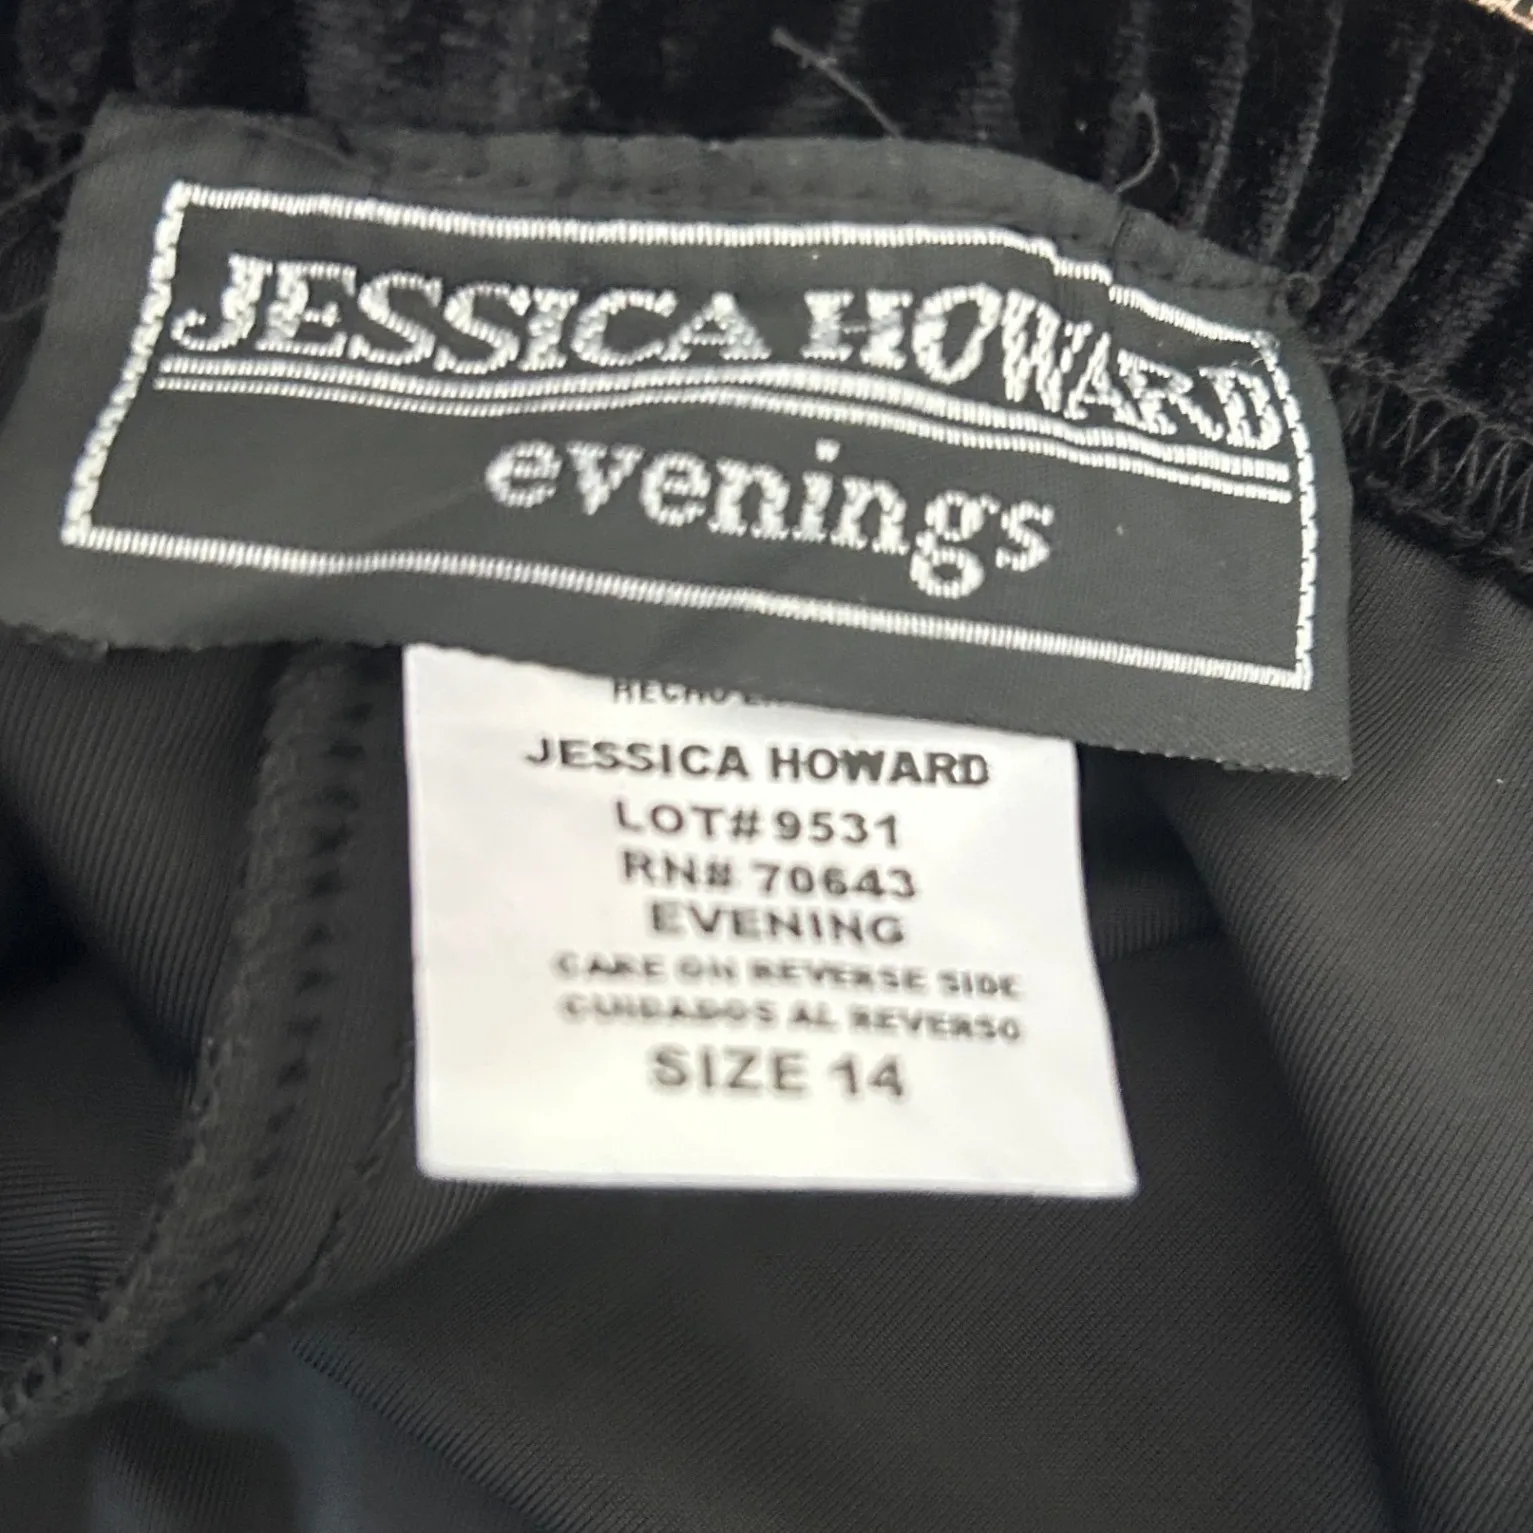 JESSICA HOWARD
evenings
HECHO
JESSICA HOWARD
LOT# 9531
RN# 70643
EVENING
CARE ON REVERSE SIDE
CUIDADOS AL REVERSO
SIZE 14